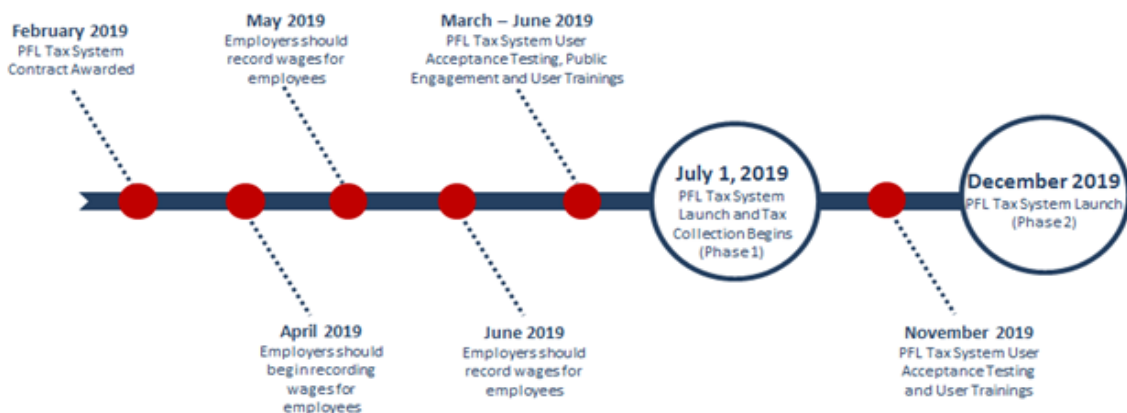 February 2019
PFL Tax System
Contract Awarded
May 2019
Employers should
record wages for
employees
March – June 2019
PFL Tax System User
Acceptance Testing, Public
Engagement and User Trainings
July 1, 2019
PFL Tax System
Launch and Tax
Collection Begins
(Phase 1)
December 2019
PFL Tax System Launch
(Phase 2)
April 2019
Employers should
begin recording
wages for
employees
June 2019
Employers should
record wages for
employees
November 2019
PFL Tax System User
Acceptance Testing
and User Trainings